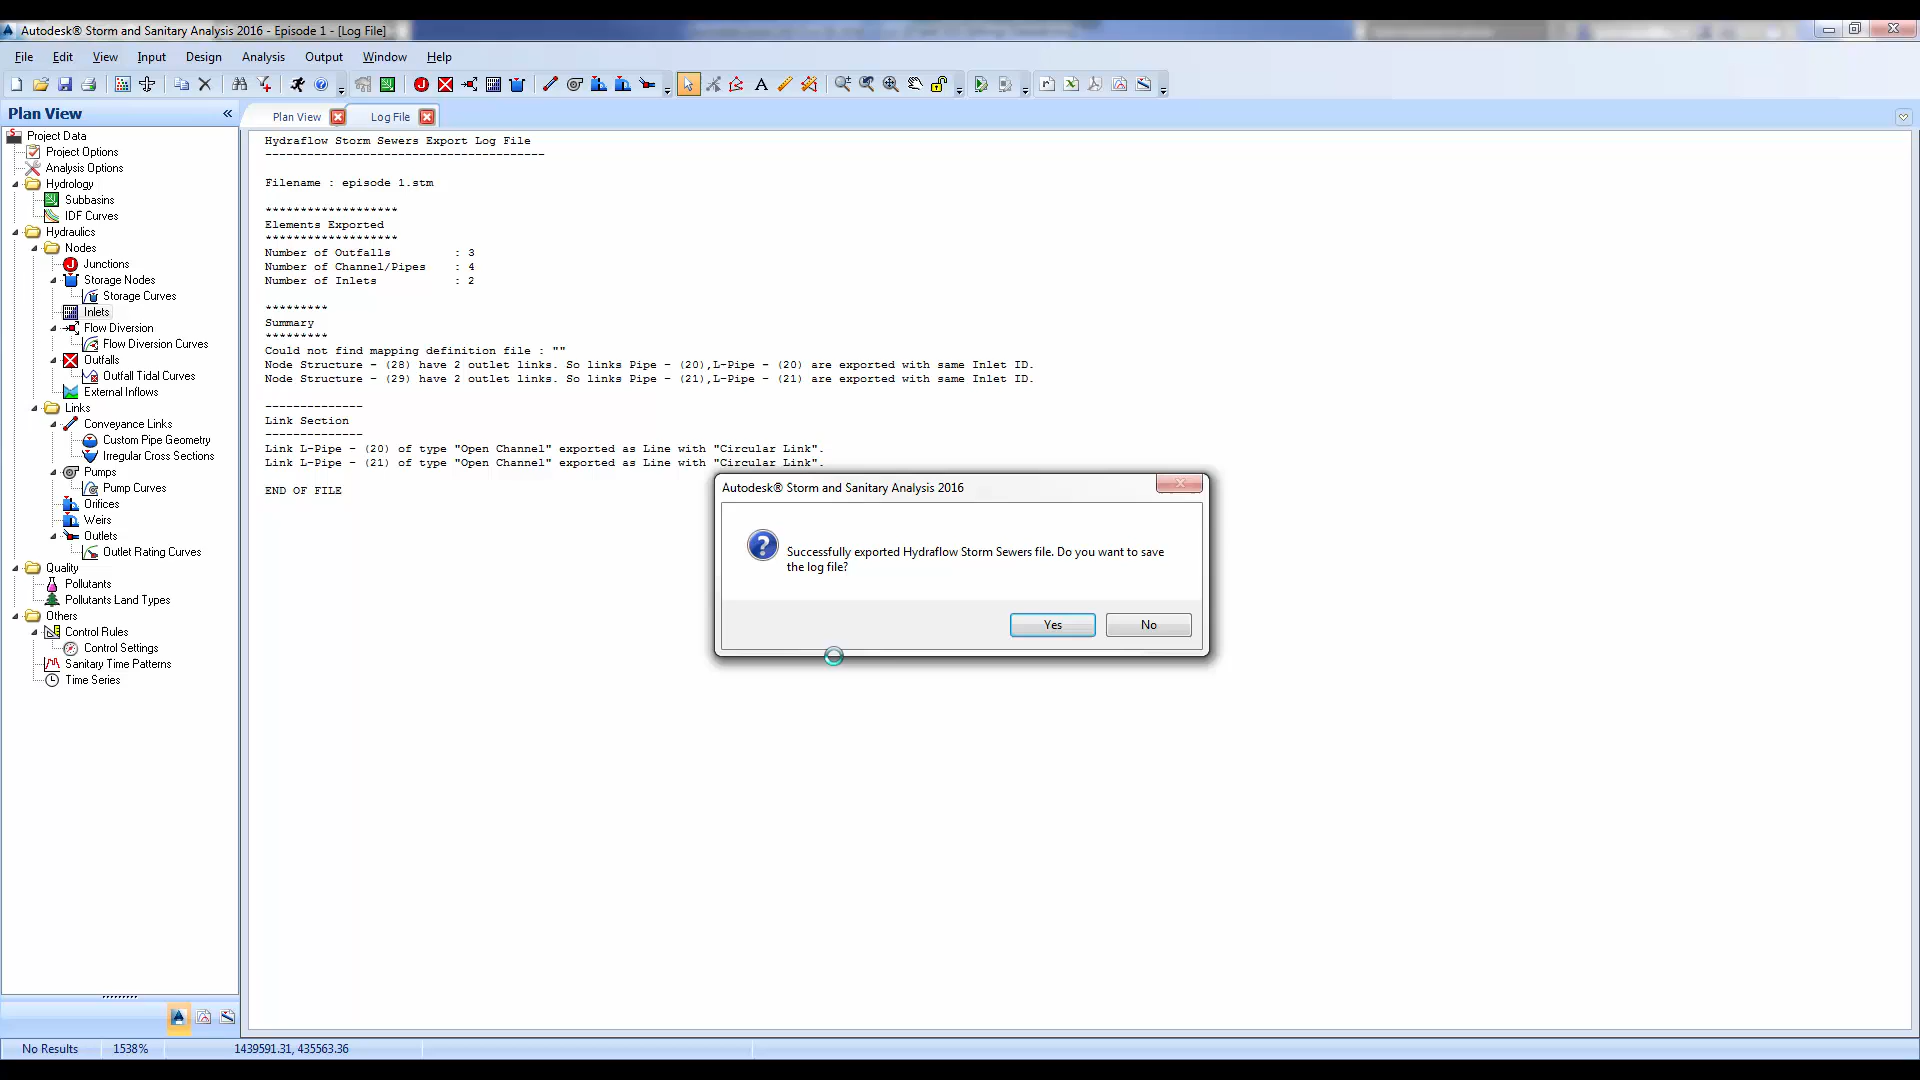 Autodesk® Storm and Sanitary Analysis 2016 - Episode 1 - [Log File]
File Edit View Input Design Analysis Output Window Help
Plan View «
Plan View Log File
Project Data
Project Options
Analysis Options
Hydrology
Subbasins
IDF Curves
Hydraulics
Nodes
Junctions
Storage Nodes
Storage Curves
Inlets
Flow Diversion
Flow Diversion Curves
Outfalls
Outfall Tidal Curves
External Inflows
Links
Conveyance Links
Custom Pipe Geometry
Irregular Cross Sections
Pumps
Pump Curves
Orifices
Weirs
Outlets
Outlet Rating Curves
Quality
Pollutants
Pollutants Land Types
Others
Control Rules
Control Settings
Sanitary Time Patterns
Time Series
Hydraflow Storm Sewers Export Log File
----------------------------------------
Filename : episode 1.stm
*******************
Elements Exported
*******************
Number of Outfalls : 3
Number of Channel/Pipes : 4
Number of Inlets : 2
*********
Summary
*********
Could not find mapping definition file : ""
Node Structure - (28) have 2 outlet links. So links Pipe - (20),L-Pipe - (20) are exported with same Inlet ID.
Node Structure - (29) have 2 outlet links. So links Pipe - (21),L-Pipe - (21) are exported with same Inlet ID.
--------------
Link Section
--------------
Link L-Pipe - (20) of type "Open Channel" exported as Line with "Circular Link".
Link L-Pipe - (21) of type "Open Channel" exported as Line with "Circular Link".
END OF FILE
Autodesk® Storm and Sanitary Analysis 2016
Successfully exported Hydraflow Storm Sewers file. Do you want to save
the log file?
Yes No
No Results 1538% 1439591.31, 435563.36